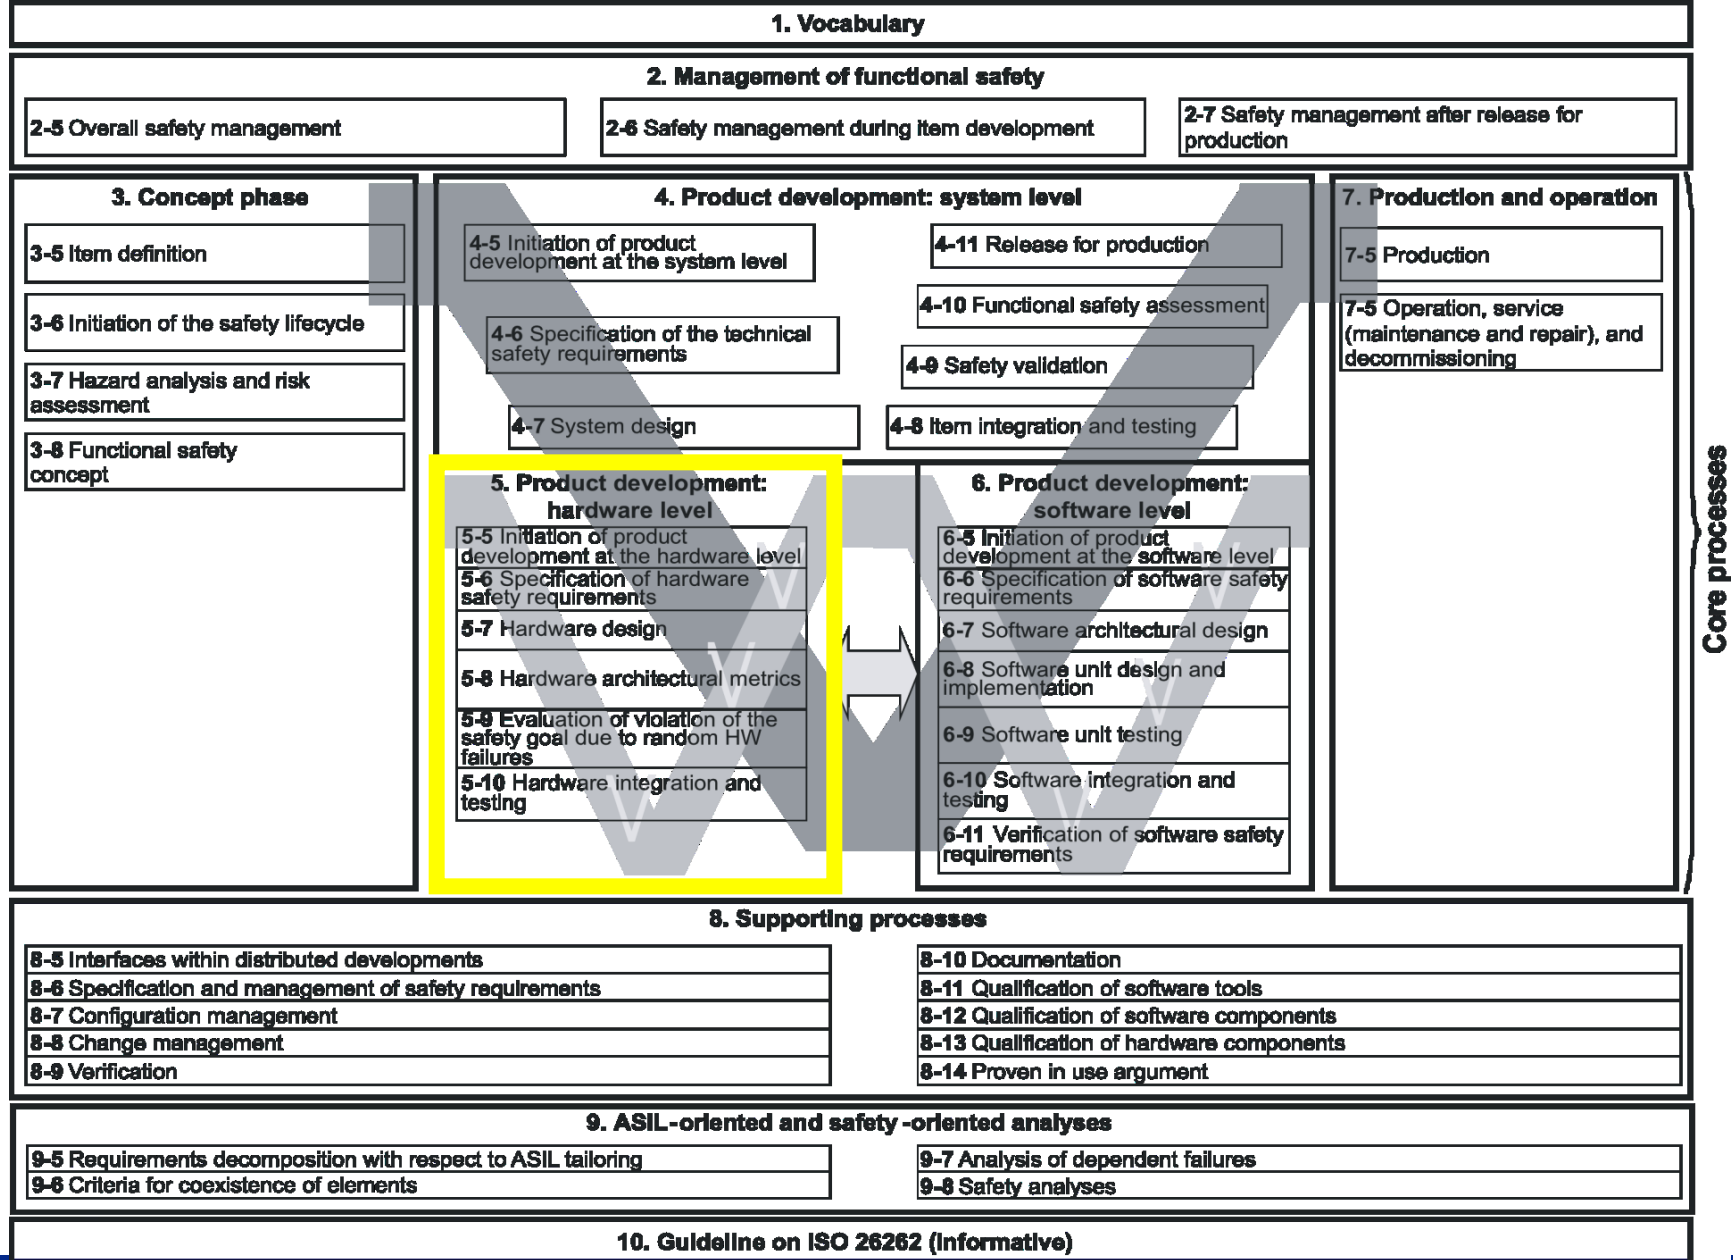 1. Vocabulary
2. Management of functional safety
2-5 Overall safety management
2-6 Safety management during item development
2-7 Safety management after release for
production
3. Concept phase
3-5 Item definition
3-6 Initiation of the safety lifecycle
3-7 Hazard analysis and risk
assessment
3-8 Functional safety
concept
4. Product development: system level
4-5 Initiation of product
development at the system level
4-6 Specification of the technical
safety requirements
4-7 System design
4-11 Release for production
4-10 Functional safety assessment
4-9 Safety validation
4-8 Item integration and testing
7. Production and operation
7-5 Production
7-5 Operation, service
(maintenance and repair), and
decommissioning
Core processes
5. Product development:
hardware level
5-5 Initiation of product
development at the hardware level
5-6 Specification of hardware
safety requirements
5-7 Hardware design
5-8 Hardware architectural metrics
5-9 Evaluation of violation of the
safety goal due to random HW
failures
5-10 Hardware integration and
testing
6. Product development:
software level
6-5 Initiation of product
development at the software level
6-6 Specification of software safety
requirements
6-7 Software architectural design
6-8 Software unit design and
implementation
6-9 Software unit testing
6-10 Software integration and
testing
6-11 Verification of software safety
requirements
8. Supporting processes
8-5 Interfaces within distributed developments
8-6 Specification and management of safety requirements
8-7 Configuration management
8-8 Change management
8-9 Verification
8-10 Documentation
8-11 Qualification of software tools
8-12 Qualification of software components
8-13 Qualification of hardware components
8-14 Proven in use argument
9. ASIL-oriented and safety -oriented analyses
9-5 Requirements decomposition with respect to ASIL tailoring
9-6 Criteria for coexistence of elements
9-7 Analysis of dependent failures
9-8 Safety analyses
10. Guideline on ISO 26262 (informative)